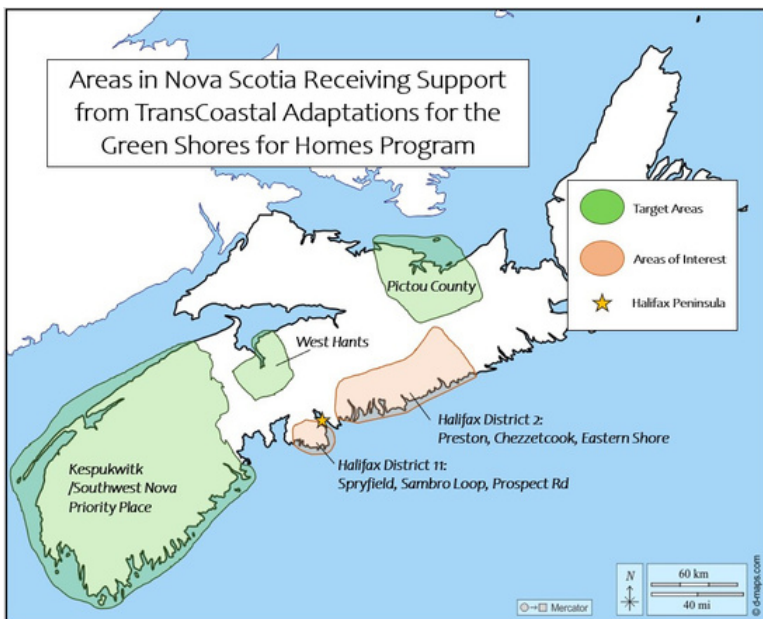 Areas in Nova Scotia Receiving Support
from TransCoastal Adaptations for the
Green Shores for Homes Program
Target Areas
Areas of Interest
Halifax Peninsula
Pictou County
West Hants
Halifax District 2:
Preston, Chezzetcook, Eastern Shore
Halifax District 11:
Spryfield, Sambro Loop, Prospect Rd
Kespukwitk
/Southwest Nova
Priority Place
N
60 km
40 mi
Mercator
© d-maps.com